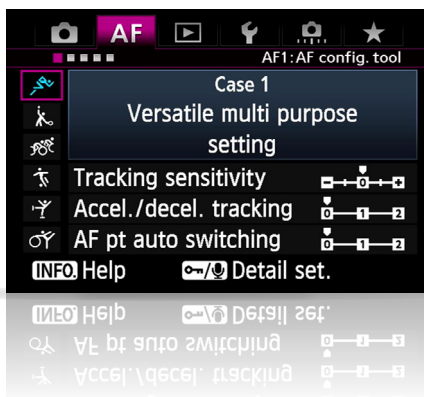 AF
AF1:AF config. tool
Case 1
Versatile multi purpose
setting
Tracking sensitivity
- 0 +
Accel./decel. tracking
0 1 2
AF pt auto switching
0 1 2
INFO. Help
/ Detail set.